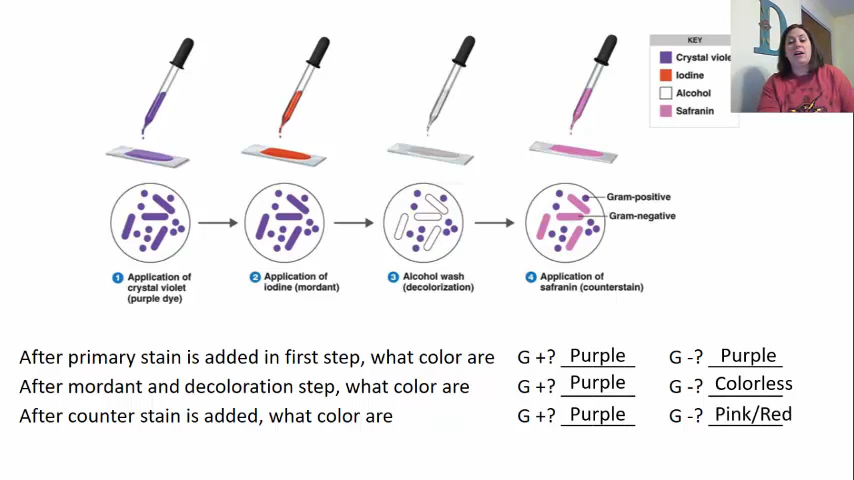 KEY
Crystal viole
Iodine
Alcohol
Safranin
Gram-positive
Gram-negative
1 Application of
crystal violet
(purple dye)
2 Application of
iodine (mordant)
3 Alcohol wash
(decolorization)
4 Application of
safranin (counterstain)
After primary stain is added in first step, what color are G +? Purple G -? Purple
After mordant and decoloration step, what color are G +? Purple G -? Colorless
After counter stain is added, what color are G +? Purple G -? Pink/Red